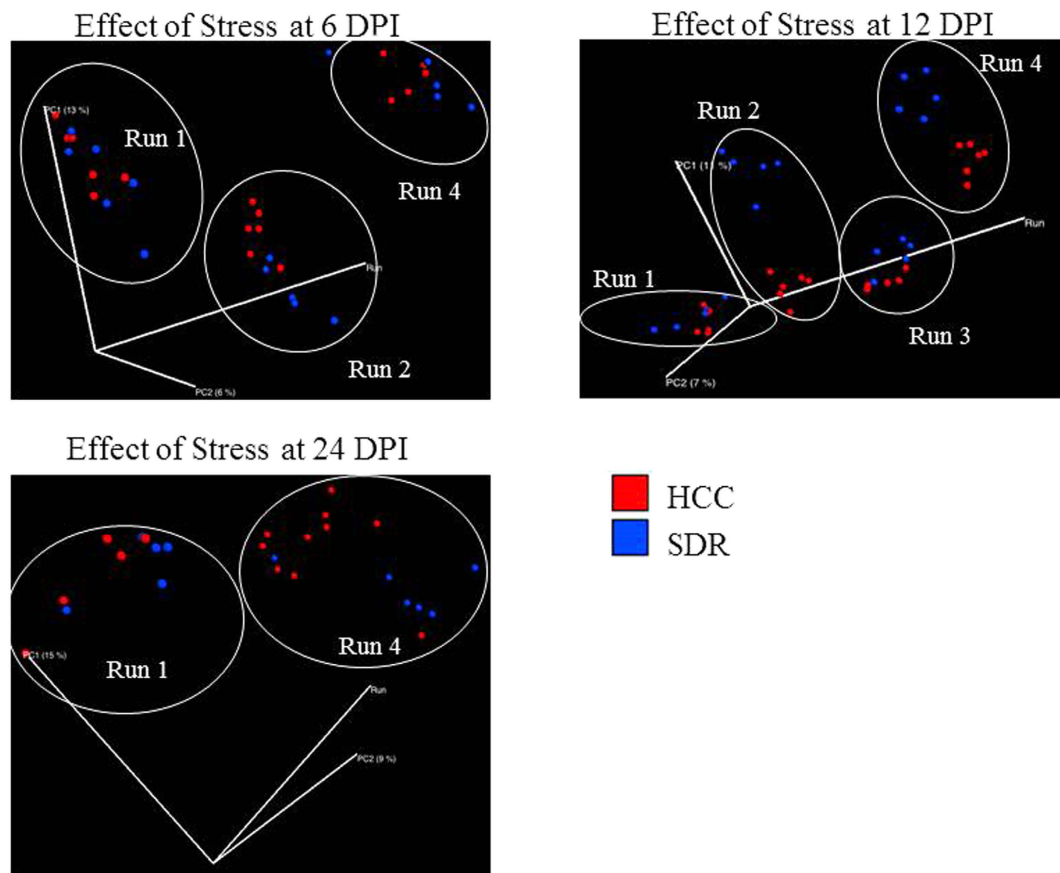 Effect of Stress at 6 DPI
PC1 (13 %)
Run 1
Run 4
Run
Run 2
PC2 (6 %)
Effect of Stress at 12 DPI
Run 4
Run 2
PC1 (11 %)
Run
Run 1
Run 3
PC2 (7 %)
Effect of Stress at 24 DPI
PC1 (15 %)
Run 1
Run 4
Run
PC2 (9 %)
HCC
SDR